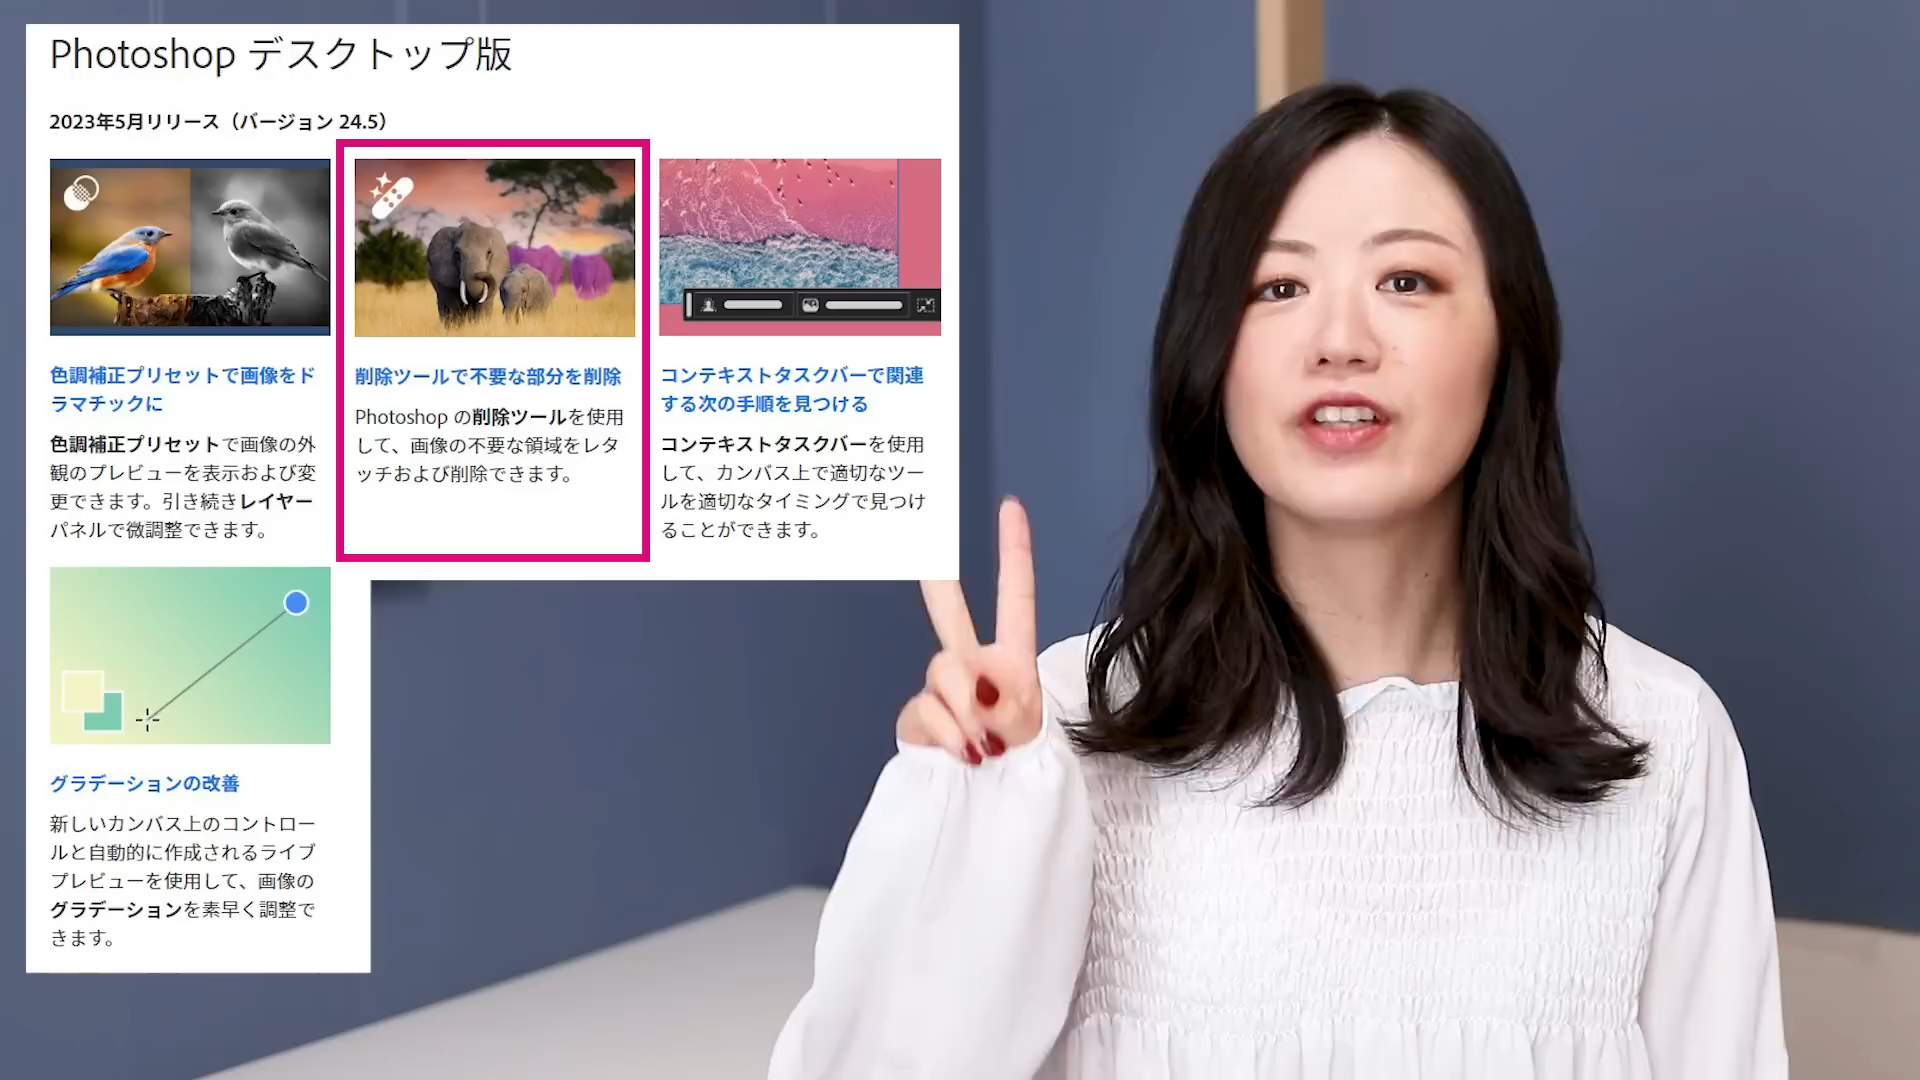 Photoshop デスクトップ版
2023年5月リリース（バージョン 24.5）
色調補正プリセットで画像をド
ラマチックに
色調補正プリセットで画像の外
観のプレビューを表示および変
更できます。引き続きレイヤー
パネルで微調整できます。
削除ツールで不要な部分を削除
Photoshop の削除ツールを使用
して、画像の不要な領域をレタ
ッチおよび削除できます。
コンテキストタスクバーで関連
する次の手順を見つける
コンテキストタスクバーを使用
して、カンバス上で適切なツー
ルを適切なタイミングで見つけ
ることができます。
グラデーションの改善
新しいカンバス上のコントロー
ルと自動的に作成されるライブ
プレビューを使用して、画像の
グラデーションを素早く調整で
きます。